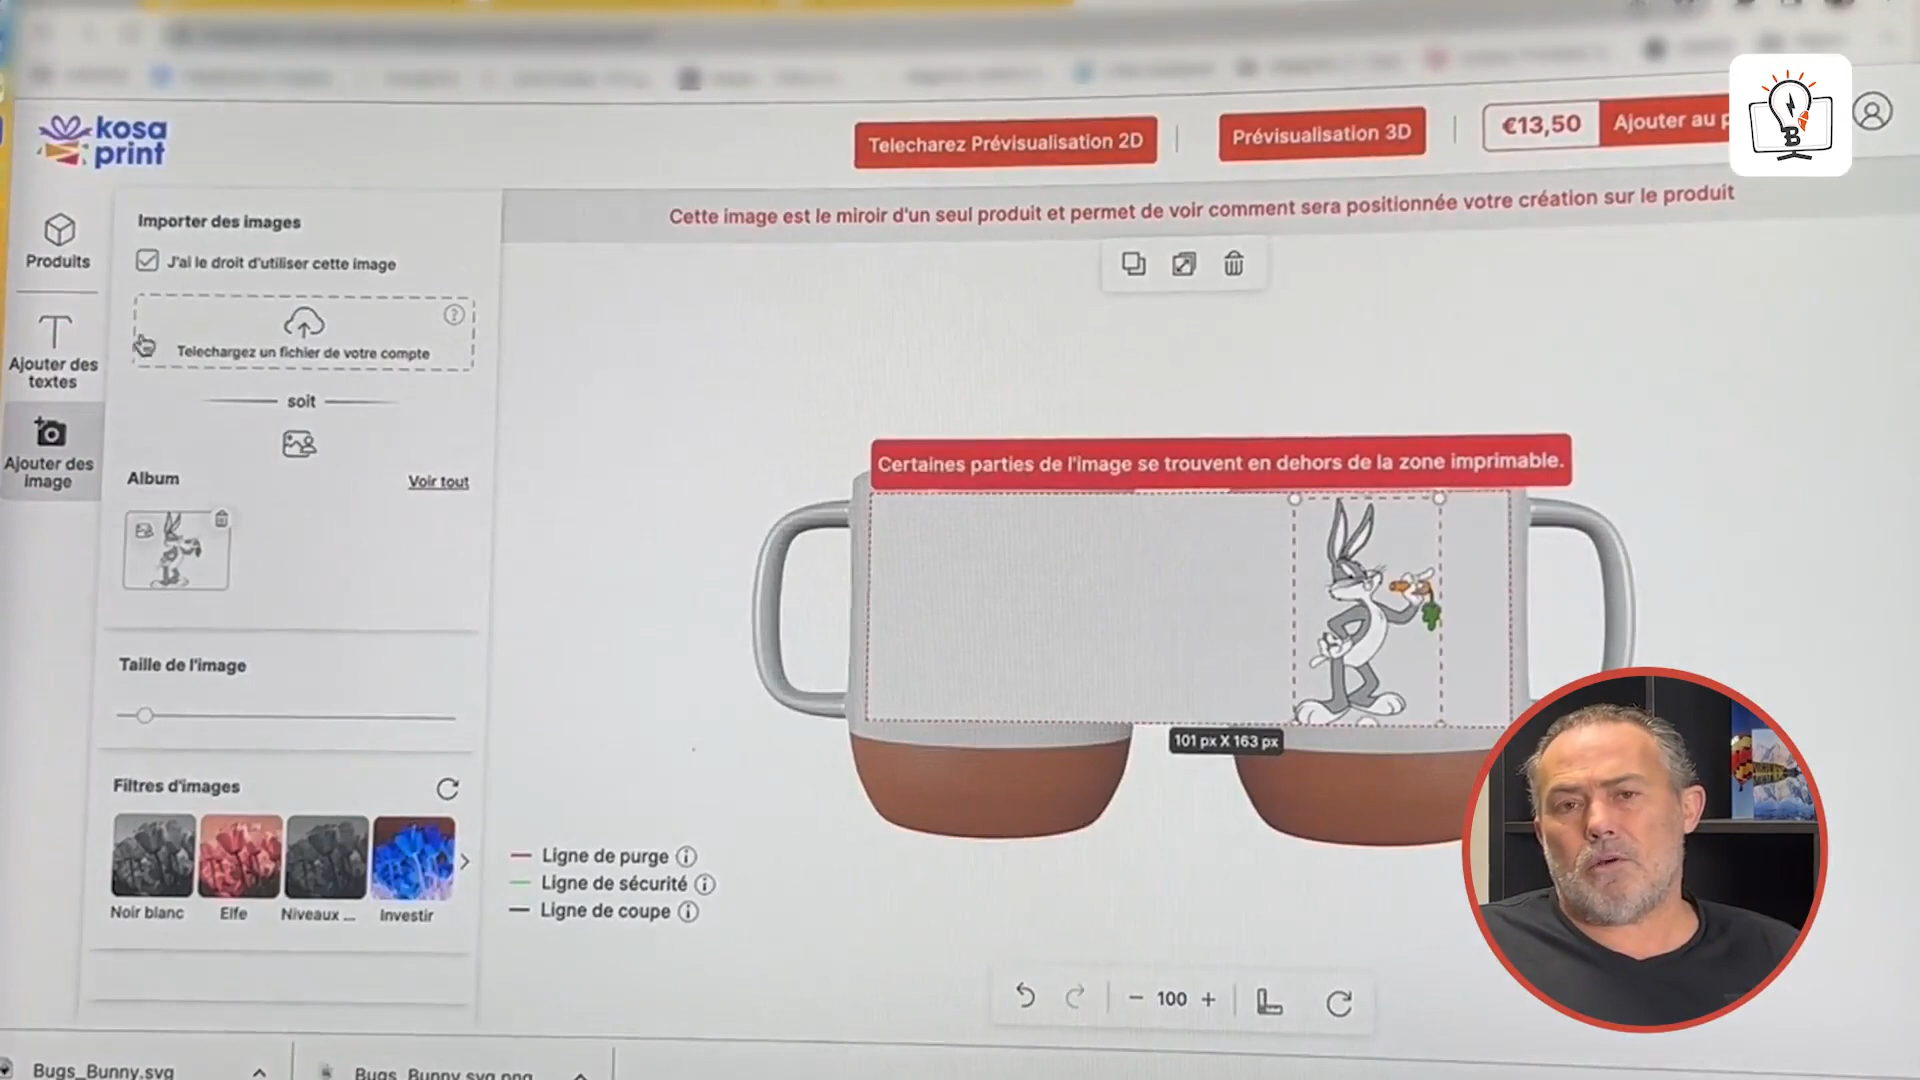 kosa
print
Telecharez Prévisualisation 2D
Prévisualisation 3D
€13,50
Ajouter au
B
Cette image est le miroir d'un seul produit et permet de voir comment sera positionnée votre création sur le produit
Produits
Ajouter des
textes
Ajouter des
image
Importer des images
J'ai le droit d'utiliser cette image
Telechargez un fichier de votre compte
soit
Album
Voir tout
Taille de l'image
Filtres d'images
Noir blanc
Elfe
Niveaux ...
Investir
Certaines parties de l'image se trouvent en dehors de la zone imprimable.
101 px X 163 px
Ligne de purge
Ligne de sécurité
Ligne de coupe
100
Bugs_Bunny.svg
Bugs_Bunny.svg.png